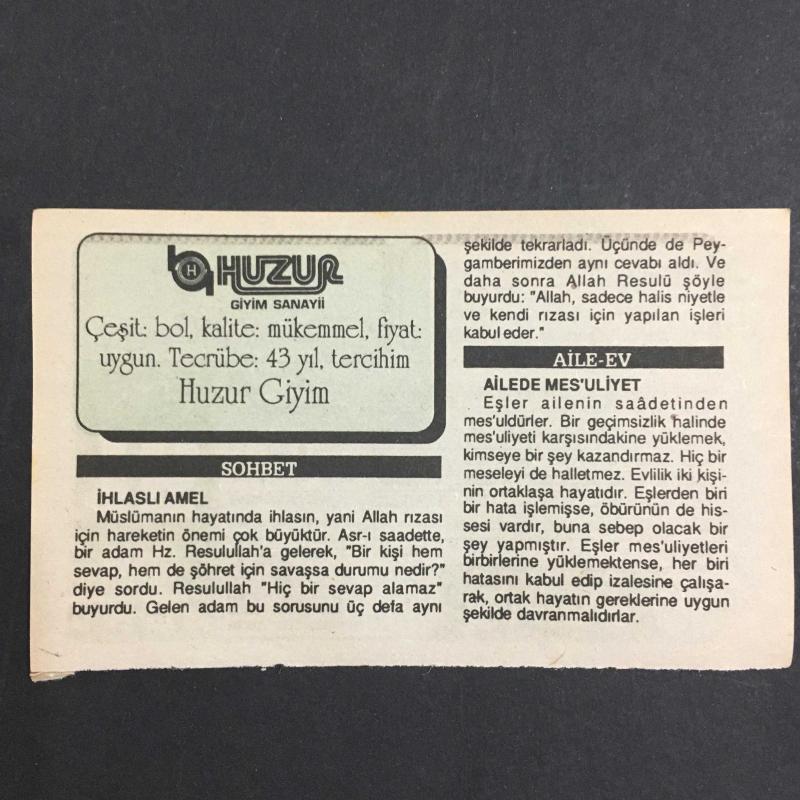 H HUZUR
GİYİM SANAYİİ
Çeşit: bol, kalite: mükemmel, fiyat:
uygun. Tecrübe: 43 yıl, tercihim
Huzur Giyim
SOHBET
İHLASLI AMEL
Müslümanın hayatında ihlasın, yani Allah rızası
için hareketin önemi çok büyüktür. Asr-ı saadette,
bir adam Hz. Resulullah'a gelerek, "Bir kişi hem
sevap, hem de şöhret için savaşsa durumu nedir?"
diye sordu. Resulullah "Hiç bir sevap alamaz"
buyurdu. Gelen adam bu sorusunu üç defa aynı
şekilde tekrarladı. Üçünde de Pey-
gamberimizden aynı cevabı aldı. Ve
daha sonra Allah Resulü şöyle
buyurdu: "Allah, sadece halis niyetle
ve kendi rızası için yapılan işleri
kabul eder."
AİLE-EV
AİLEDE MES'ULİYET
Eşler ailenin saâdetinden
mes'uldürler. Bir geçimsizlik halinde
mes'uliyeti karşısındakine yüklemek,
kimseye bir şey kazandırmaz. Hiç bir
meseleyi de halletmez. Evlilik iki kişi-
nin ortaklaşa hayatıdır. Eşlerden biri
bir hata işlemişse, öbürünün de his-
sesi vardır, buna sebep olacak bir
şey yapmıştır. Eşler mes'uliyetleri
birbirlerine yüklemektense, her biri
hatasını kabul edip izalesine çalışa-
rak, ortak hayatın gereklerine uygun
şekilde davranmalıdırlar.